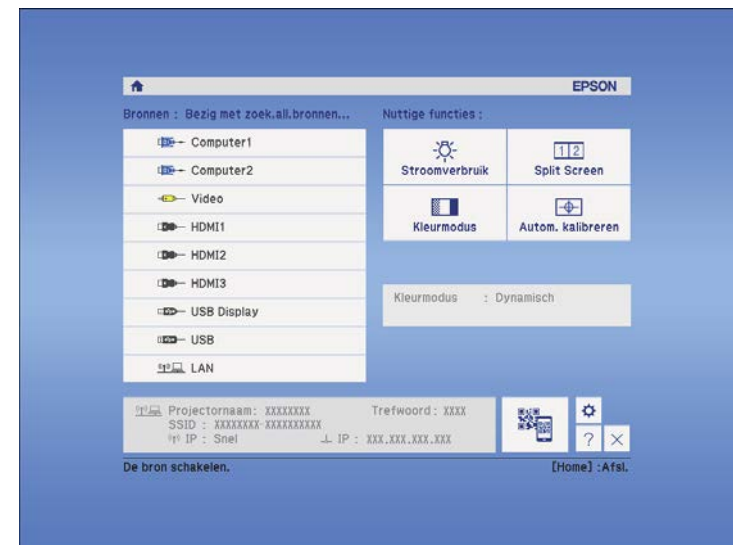 EPSON
Bronnen : Bezig met zoek.all.bronnen...
Computer1
Computer2
Video
HDMI1
HDMI2
HDMI3
USB Display
USB
LAN
Nuttige functies :
Stroomverbruik
1 2
Split Screen
Kleurmodus
Autom. kalibreren
Kleurmodus : Dynamisch
Projectornaam: XXXXXXXX Trefwoord : XXXX
SSID : XXXXXXXX-XXXXXXXXXX
IP : Snel IP : XXX.XXX.XXX.XXX
?
De bron schakelen. [Home] :Afsl.